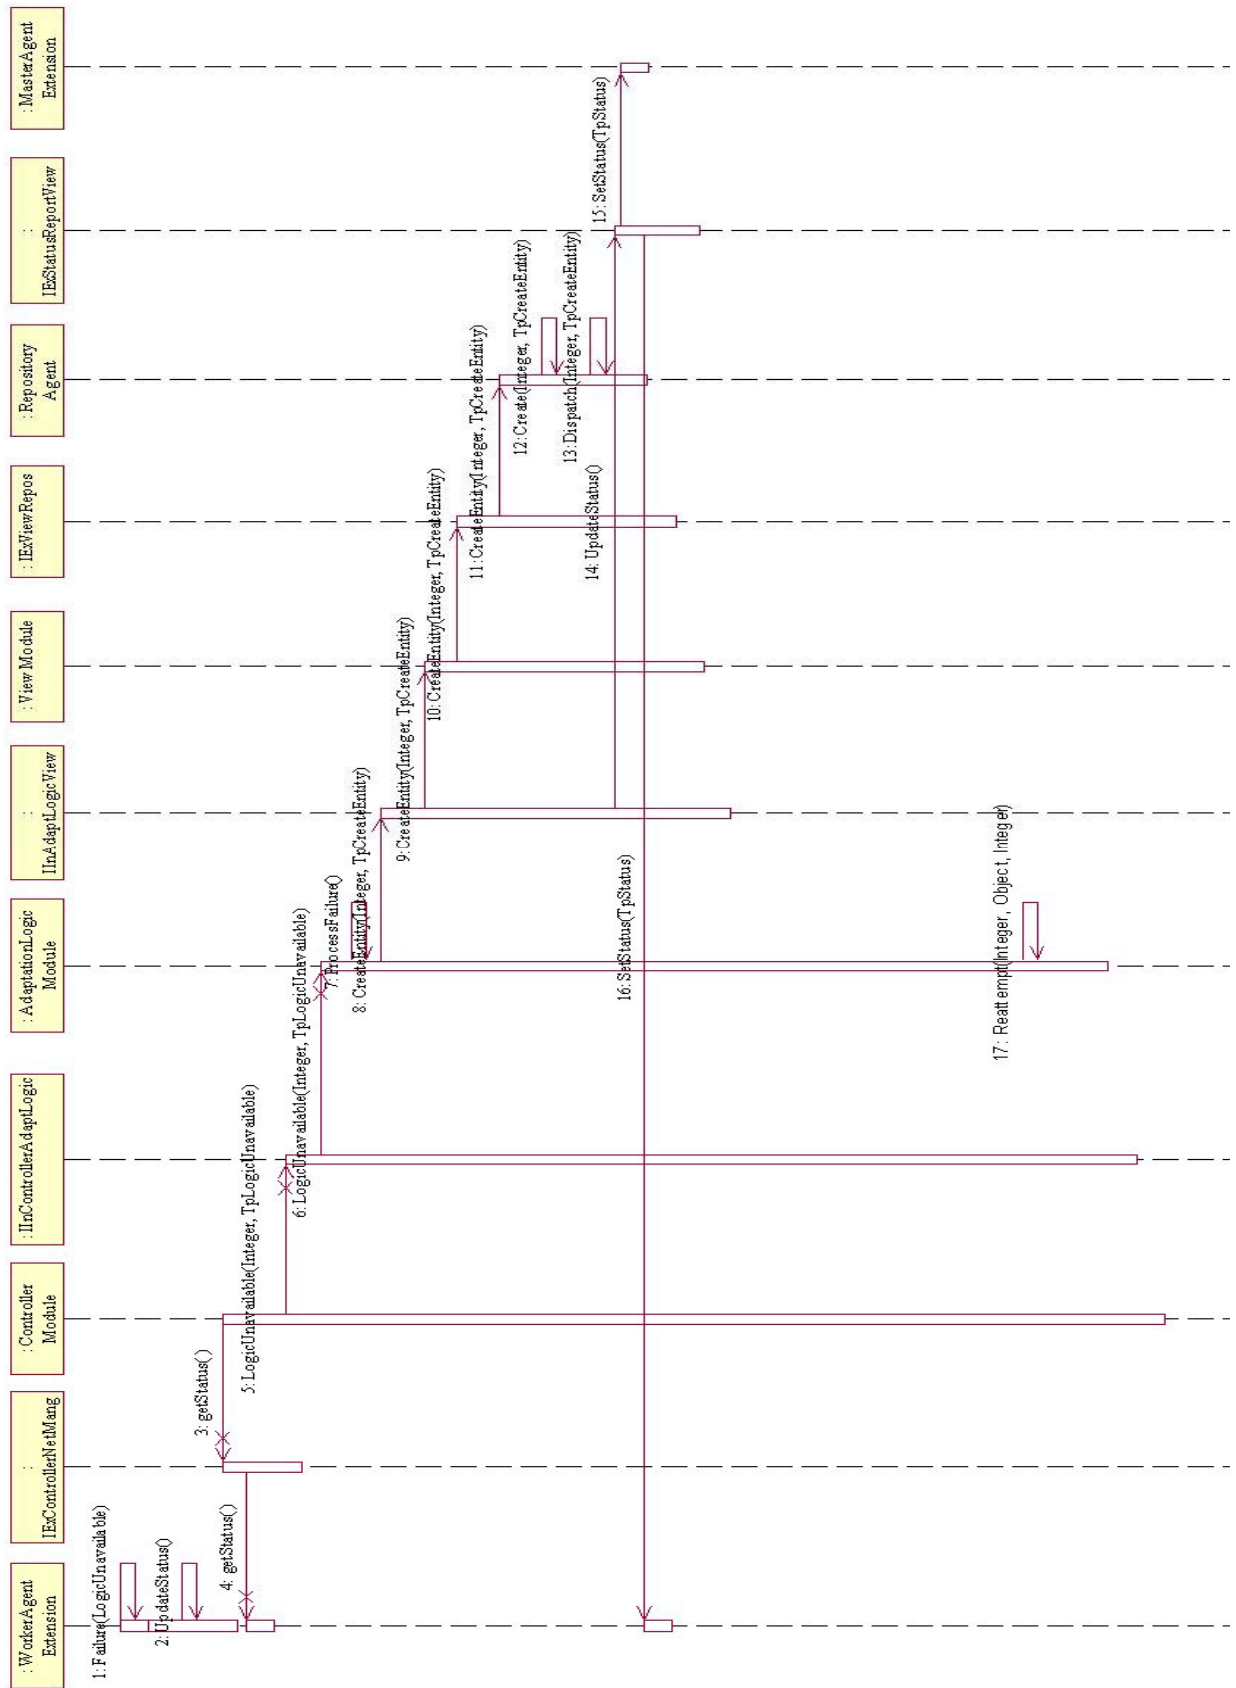 :WorkerAgent
Extension
:
IExControllerNetMang
:Controller
Module
:IInControllerAdaptLogic
:AdaptationLogic
Module
:
IInAdaptLogicView
:View Module
:IExViewRepos
:Repository
Agent
:
IExStatusReportView
:MasterAgent
Extension
1: Failure(LogicUnavailable)
2: UpdateStatus()
3: getStatus()
4: getStatus()
5: LogicUnavailable(Integer, TpLogicUnavailable)
6: LogicUnavailable(Integer, TpLogicUnavailable)
7: ProcessFailure()
8: CreateEntity(Integer, TpCreateEntity)
9: CreateEntity(Integer, TpCreateEntity)
10: CreateEntity(Integer, TpCreateEntity)
11: CreateEntity(Integer, TpCreateEntity)
12: Create(Integer, TpCreateEntity)
13: Dispatch(Integer, TpCreateEntity)
14: UpdateStatus()
15: SetStatus(TpStatus)
16: SetStatus(TpStatus)
17: Reattempt(Integer, Object, Integer)